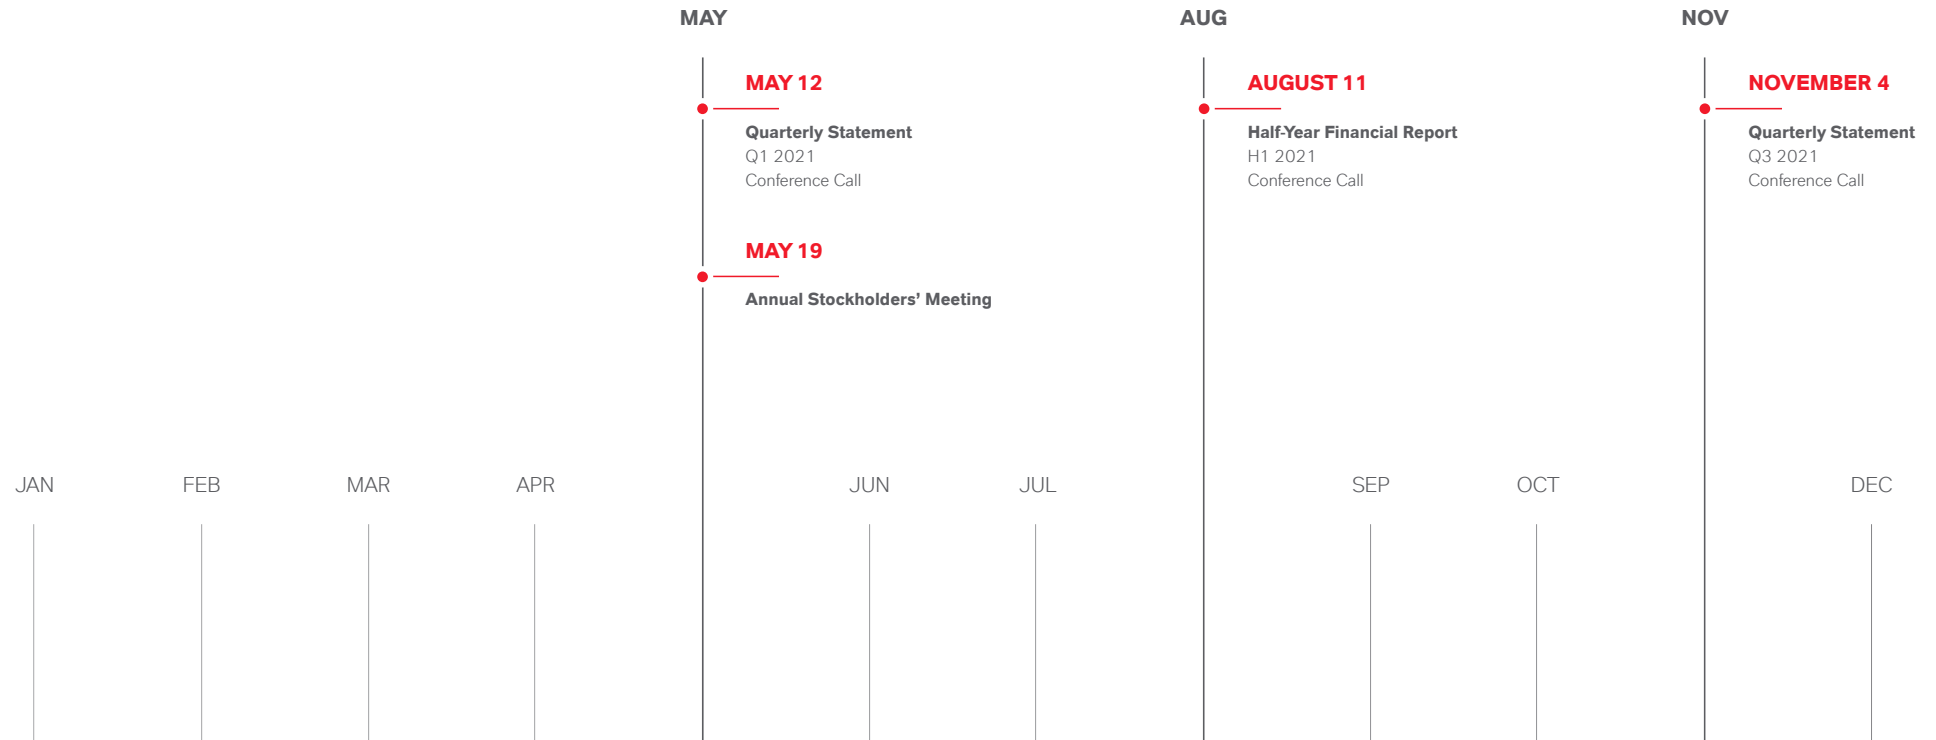 MAY
AUG
NOV
MAY 12
Quarterly Statement
Q1 2021
Conference Call
MAY 19
Annual Stockholders’ Meeting
AUGUST 11
Half-Year Financial Report
H1 2021
Conference Call
NOVEMBER 4
Quarterly Statement
Q3 2021
Conference Call
JAN
FEB
MAR
APR
JUN
JUL
SEP
OCT
DEC